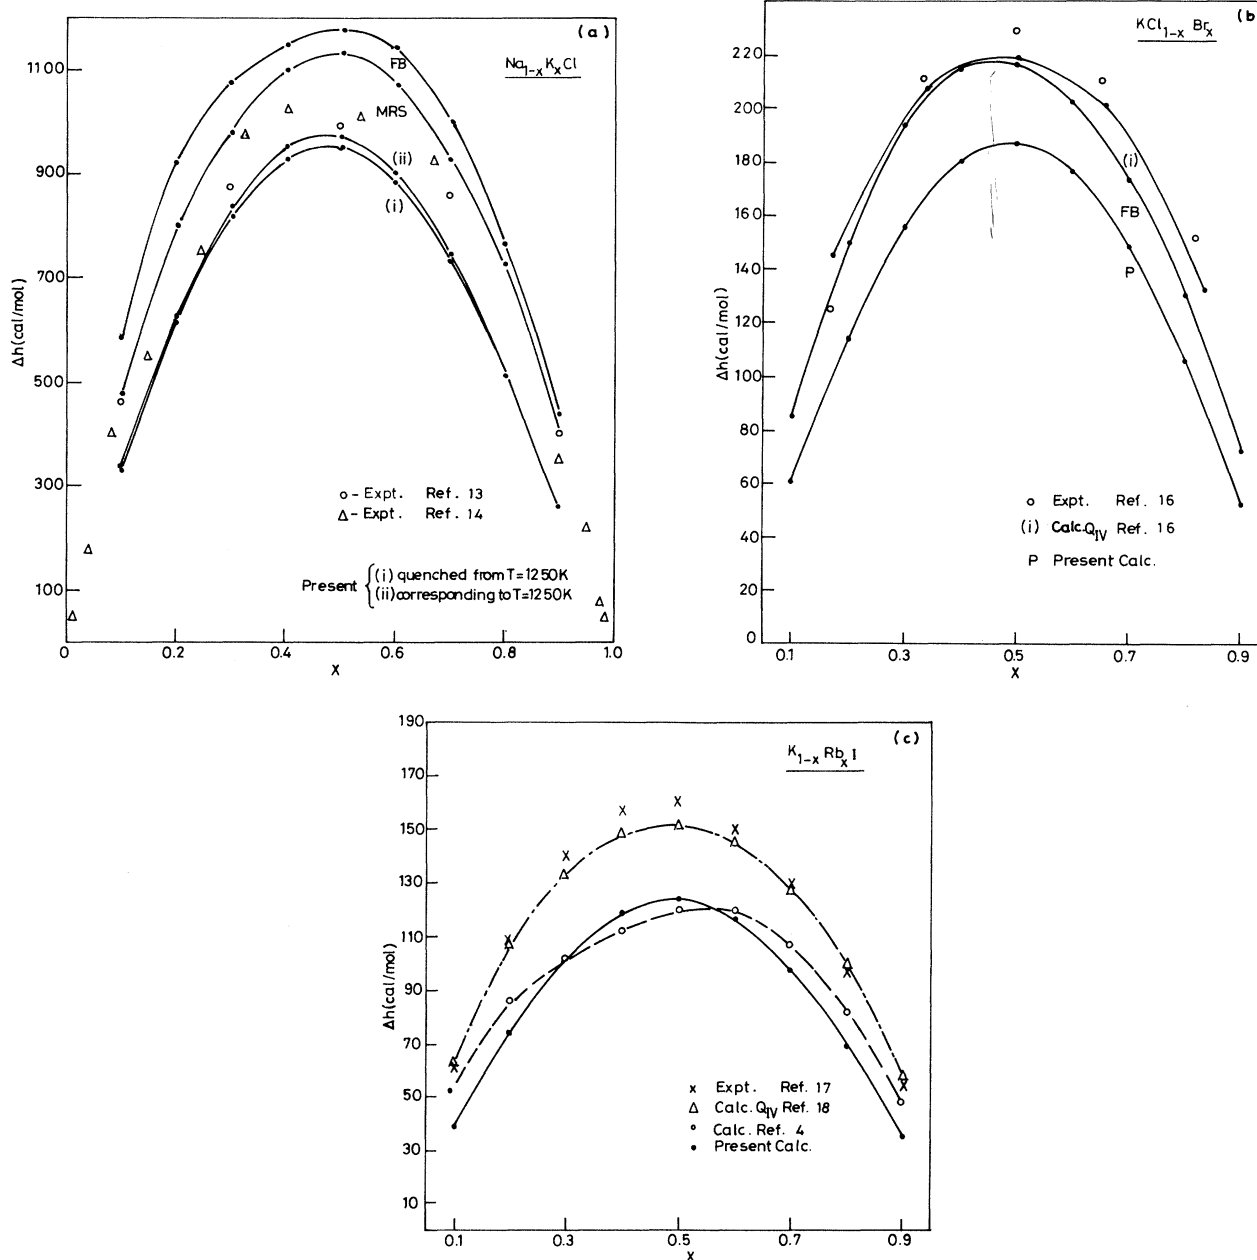 (a)
Na1-xKxCl
FB
MRS
(ii)
(i)
1100
900
700
500
300
100
Δh(cal/mol)
o - Expt. Ref. 13
Δ - Expt. Ref. 14
Present { (i) quenched from T=1250K
(ii) corresponding to T=1250K
0 0.2 0.4 0.6 0.8 1.0
X
(b)
KCl1-x Brx
220
200
180
160
140
120
100
80
60
40
20
0
Δh(cal/mol)
(i)
FB
P
o Expt. Ref. 16
(i) Calc.QIV Ref. 16
P Present Calc.
0.1 0.3 0.5 0.7 0.9
X
(c)
K1-x Rbx I
190
170
150
130
110
90
70
50
30
10
Δh(cal/mol)
x Expt. Ref. 17
Δ Calc.QIV Ref. 18
o Calc. Ref. 4
• Present Calc.
0.1 0.3 0.5 0.7 0.9
X